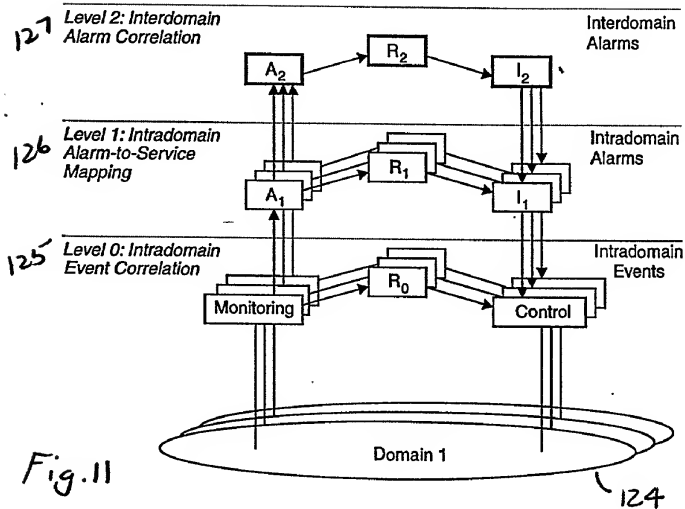 127
Level 2: Interdomain
Alarm Correlation
Interdomain
Alarms
A2
R2
I2
126
Level 1: Intradomain
Alarm-to-Service
Mapping
Intradomain
Alarms
A1
R1
I1
125
Level 0: Intradomain
Event Correlation
Intradomain
Events
Monitoring
R0
Control
Domain 1
Fig.11
124